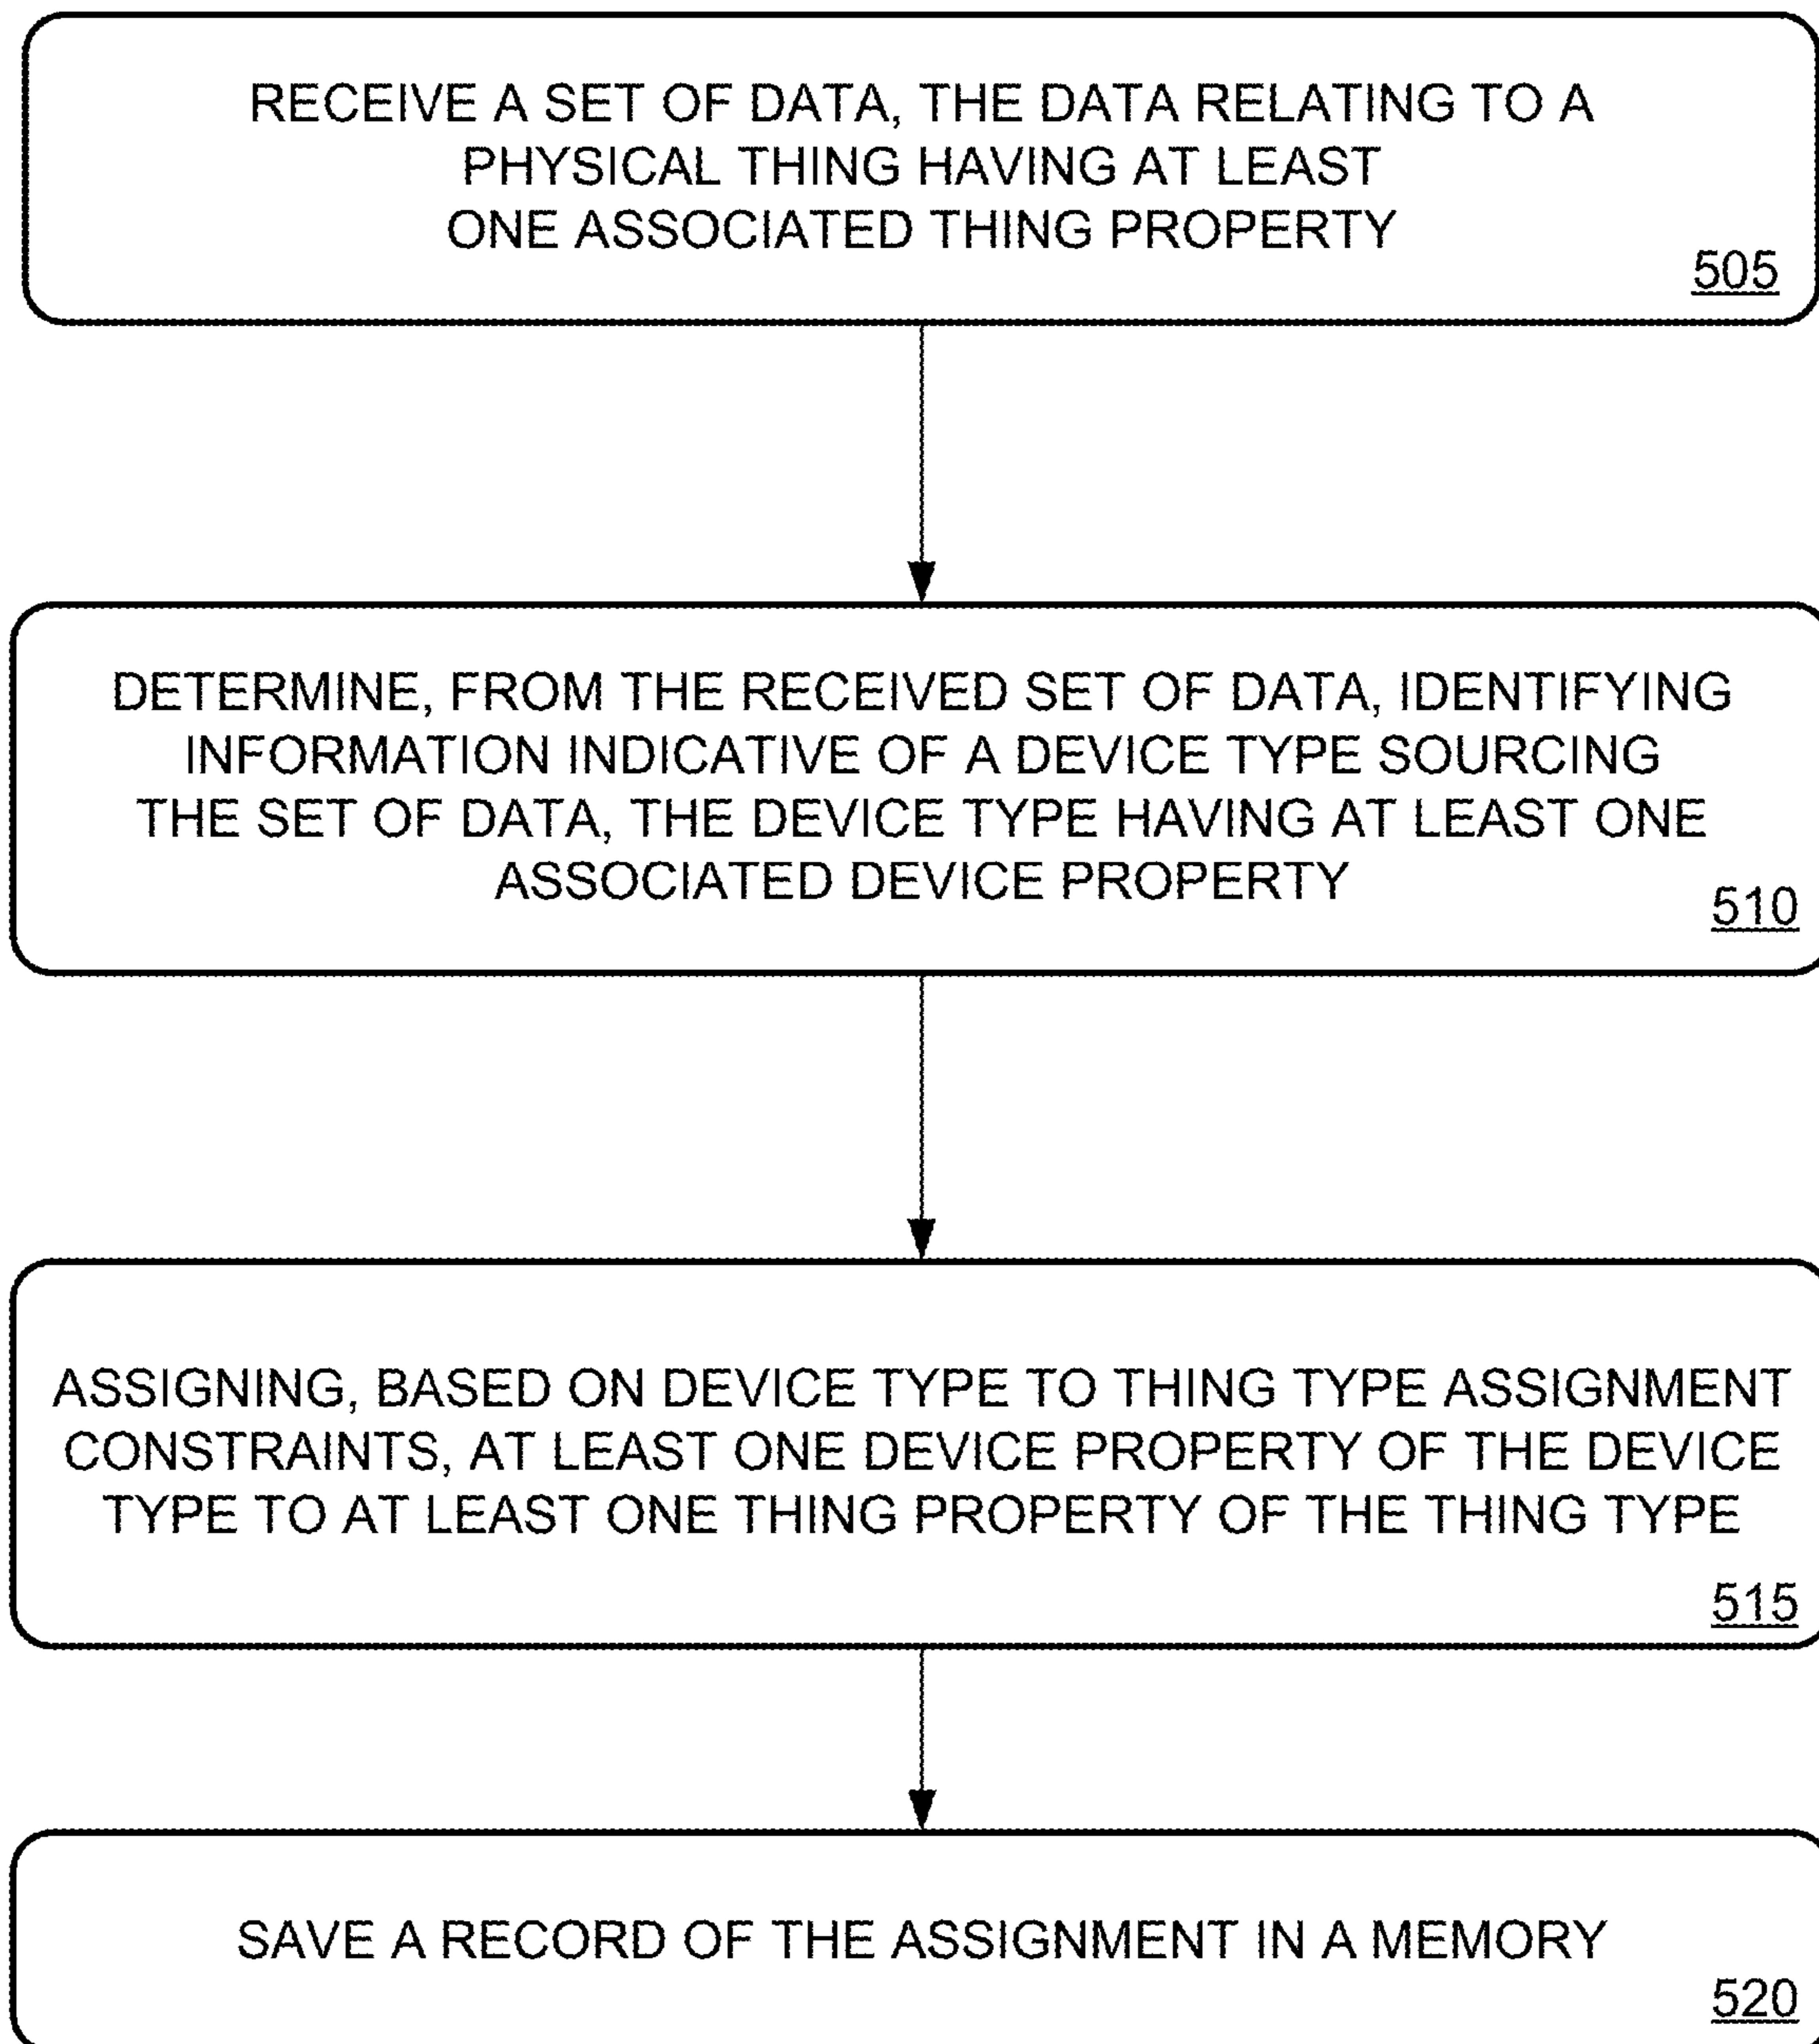 RECEIVE A SET OF DATA, THE DATA RELATING TO A
PHYSICAL THING HAVING AT LEAST
ONE ASSOCIATED THING PROPERTY
505
DETERMINE, FROM THE RECEIVED SET OF DATA, IDENTIFYING
INFORMATION INDICATIVE OF A DEVICE TYPE SOURCING
THE SET OF DATA, THE DEVICE TYPE HAVING AT LEAST ONE
ASSOCIATED DEVICE PROPERTY
510
ASSIGNING, BASED ON DEVICE TYPE TO THING TYPE ASSIGNMENT
CONSTRAINTS, AT LEAST ONE DEVICE PROPERTY OF THE DEVICE
TYPE TO AT LEAST ONE THING PROPERTY OF THE THING TYPE
515
SAVE A RECORD OF THE ASSIGNMENT IN A MEMORY
520